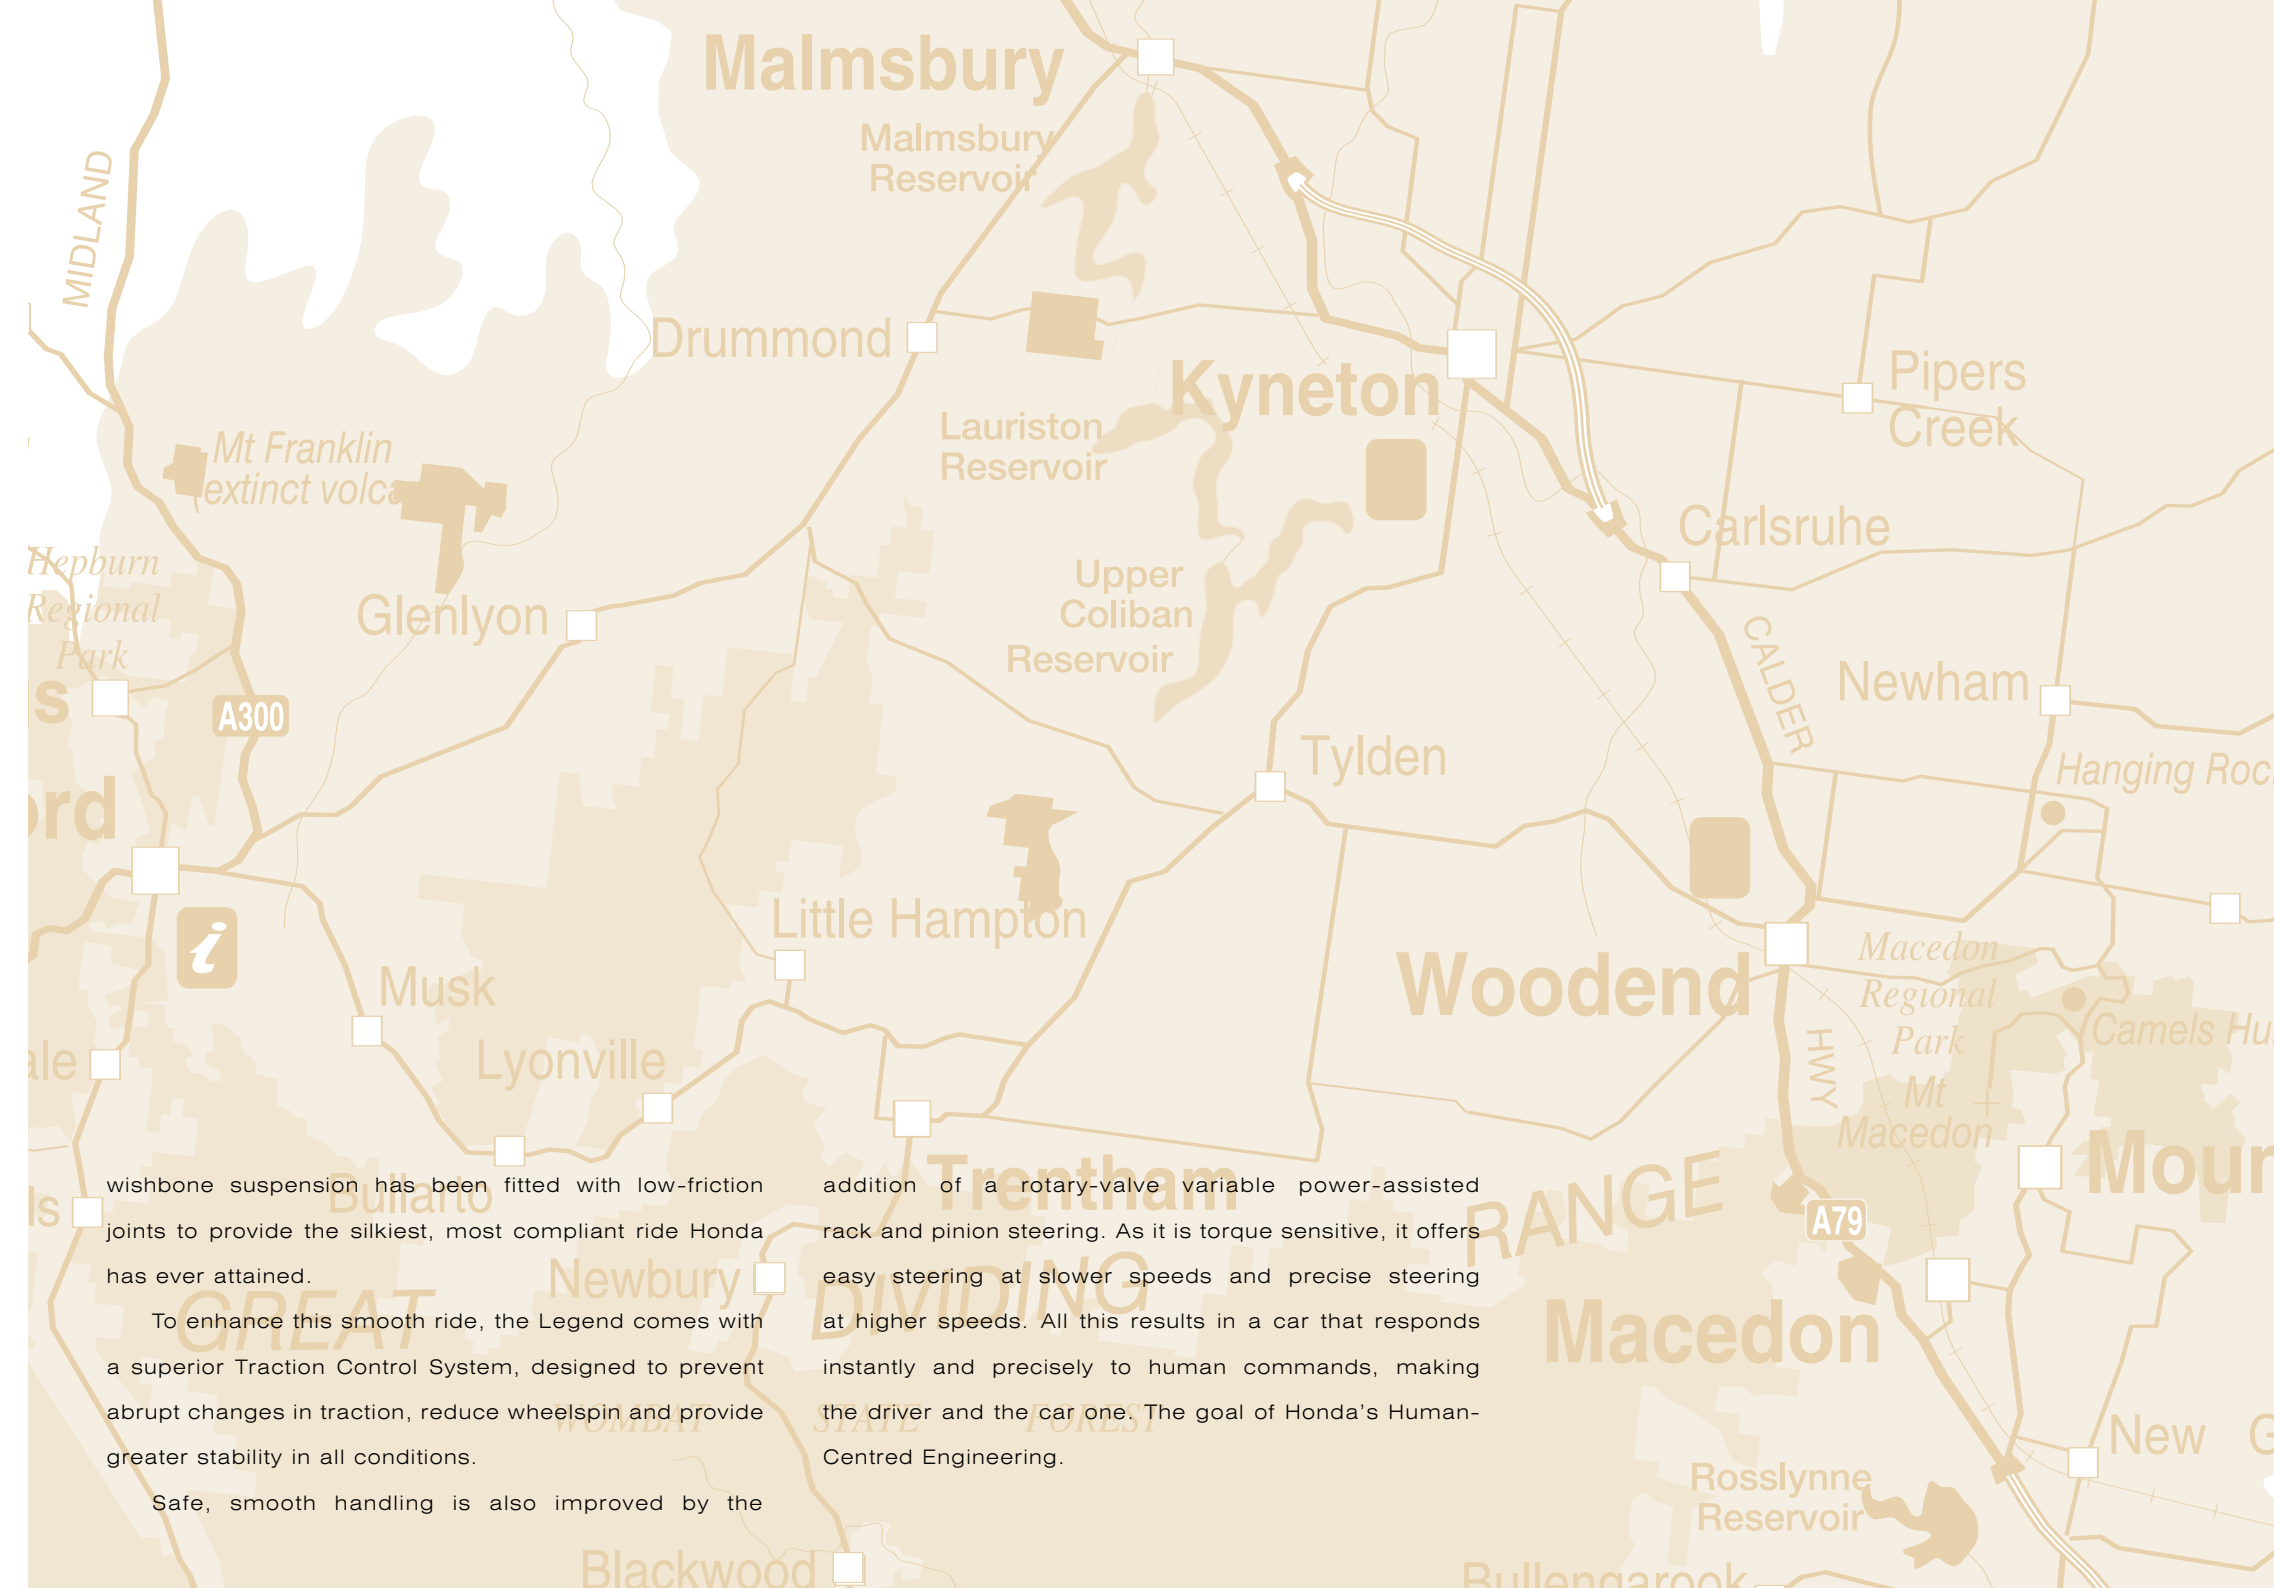 Malmsbury
Malmsbury
Reservoir
MIDLAND
Drummond
Kyneton
Pipers
Creek
Lauriston
Reservoir
Mt Franklin
extinct
Carlsruhe
Hepburn
Regional
Park
Glenlyon
Upper
Coliban
Reservoir
CALDER
Newham
A300
Tylden
Hanging
Little Hampton
i
Musk
Woodend
Macedon
Regional
Park
Lyonville
HWY
Camels
Mt
Macedon
Trentham
Bullarto
RANGE
A79
Newbury
GREAT
DIVIDING
Macedon
WOMBAT STATE FOREST
New
Rosslynne
Reservoir
Blackwood
Bullengarook
wishbone suspension has been fitted with low-friction
joints to provide the silkiest, most compliant ride Honda
has ever attained.
To enhance this smooth ride, the Legend comes with
a superior Traction Control System, designed to prevent
abrupt changes in traction, reduce wheelspin and provide
greater stability in all conditions.
Safe, smooth handling is also improved by the
addition of a rotary-valve variable power-assisted
rack and pinion steering. As it is torque sensitive, it offers
easy steering at slower speeds and precise steering
at higher speeds. All this results in a car that responds
instantly and precisely to human commands, making
the driver and the car one. The goal of Honda's Human-
Centred Engineering.